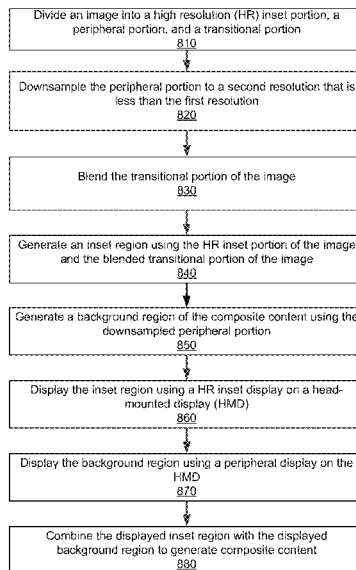 Divide an image into a high resolution (HR) inset portion, a
peripheral portion, and a transitional portion
810
Downsample the peripheral portion to a second resolution that is
less than the first resolution
820
Blend the transitional portion of the image
830
Generate an inset region using the HR inset portion of the image
and the blended transitional portion of the image
840
Generate a background region of the composite content using the
downsampled peripheral portion
850
Display the inset region using a HR inset display on a head-
mounted display (HMD)
860
Display the background region using a peripheral display on the
HMD
870
Combine the displayed inset region with the displayed
background region to generate composite content
880